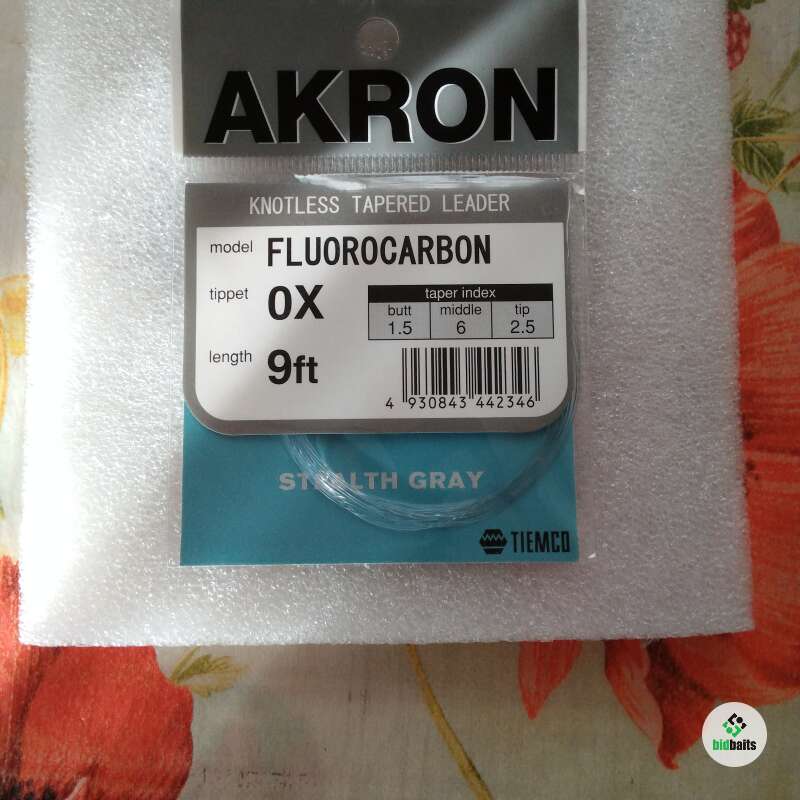 AKRON
KNOTLESS TAPERED LEADER
model FLUOROCARBON
tippet 0X
taper index
butt middle tip
1.5 6 2.5
length 9ft
4 930843 442346
STEALTH GRAY
TIEMCO
bidbaits